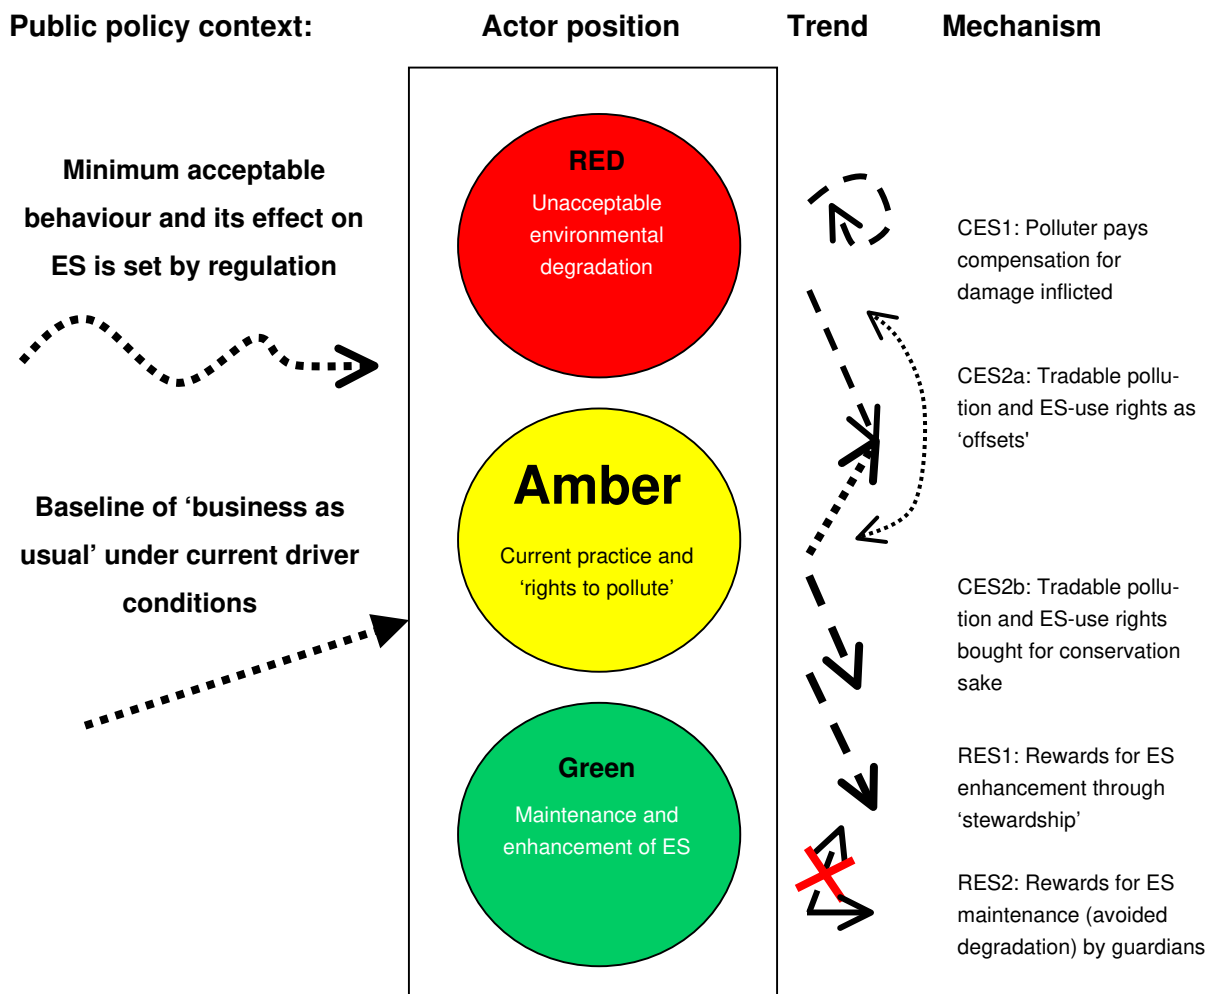 Public policy context:
Actor position
Trend
Mechanism
Minimum acceptable
behaviour and its effect on
ES is set by regulation
Baseline of ‘business as
usual’ under current driver
conditions
RED
Unacceptable
environmental
degradation
Amber
Current practice and
‘rights to pollute’
Green
Maintenance and
enhancement of ES
CES1: Polluter pays
compensation for
damage inflicted
CES2a: Tradable pollu-
tion and ES-use rights as
‘offsets'
CES2b: Tradable pollu-
tion and ES-use rights
bought for conservation
sake
RES1: Rewards for ES
enhancement through
‘stewardship’
RES2: Rewards for ES
maintenance (avoided
degradation) by guardians